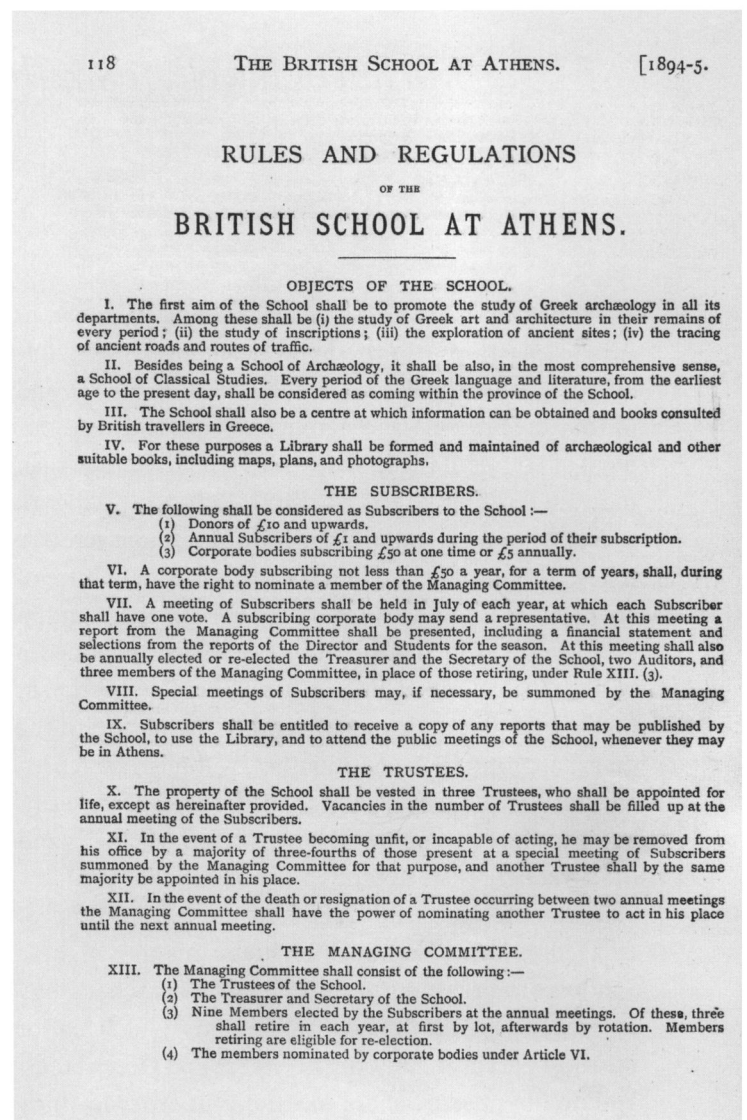 118 THE BRITISH SCHOOL AT ATHENS. [1894-5.
RULES AND REGULATIONS
OF THE
BRITISH SCHOOL AT ATHENS.
OBJECTS OF THE SCHOOL.
I. The first aim of the School shall be to promote the study of Greek archæology in all its
departments. Among these shall be (i) the study of Greek art and architecture in their remains of
every period; (ii) the study of inscriptions; (iii) the exploration of ancient sites; (iv) the tracing
of ancient roads and routes of traffic.
II. Besides being a School of Archæology, it shall be also, in the most comprehensive sense,
a School of Classical Studies. Every period of the Greek language and literature, from the earliest
age to the present day, shall be considered as coming within the province of the School.
III. The School shall also be a centre at which information can be obtained and books consulted
by British travellers in Greece.
IV. For these purposes a Library shall be formed and maintained of archæological and other
suitable books, including maps, plans, and photographs.
THE SUBSCRIBERS.
V. The following shall be considered as Subscribers to the School :—
(1) Donors of £10 and upwards.
(2) Annual Subscribers of £1 and upwards during the period of their subscription.
(3) Corporate bodies subscribing £50 at one time or £5 annually.
VI. A corporate body subscribing not less than £50 a year, for a term of years, shall, during
that term, have the right to nominate a member of the Managing Committee.
VII. A meeting of Subscribers shall be held in July of each year, at which each Subscriber
shall have one vote. A subscribing corporate body may send a representative. At this meeting a
report from the Managing Committee shall be presented, including a financial statement and
selections from the reports of the Director and Students for the season. At this meeting shall also
be annually elected or re-elected the Treasurer and the Secretary of the School, two Auditors, and
three members of the Managing Committee, in place of those retiring, under Rule XIII. (3).
VIII. Special meetings of Subscribers may, if necessary, be summoned by the Managing
Committee.
IX. Subscribers shall be entitled to receive a copy of any reports that may be published by
the School, to use the Library, and to attend the public meetings of the School, whenever they may
be in Athens.
THE TRUSTEES.
X. The property of the School shall be vested in three Trustees, who shall be appointed for
life, except as hereinafter provided. Vacancies in the number of Trustees shall be filled up at the
annual meeting of the Subscribers.
XI. In the event of a Trustee becoming unfit, or incapable of acting, he may be removed from
his office by a majority of three-fourths of those present at a special meeting of Subscribers
summoned by the Managing Committee for that purpose, and another Trustee shall by the same
majority be appointed in his place.
XII. In the event of the death or resignation of a Trustee occurring between two annual meetings
the Managing Committee shall have the power of nominating another Trustee to act in his place
until the next annual meeting.
THE MANAGING COMMITTEE.
XIII. The Managing Committee shall consist of the following :—
(1) The Trustees of the School.
(2) The Treasurer and Secretary of the School.
(3) Nine Members elected by the Subscribers at the annual meetings. Of these, three
shall retire in each year, at first by lot, afterwards by rotation. Members
retiring are eligible for re-election.
(4) The members nominated by corporate bodies under Article VI.